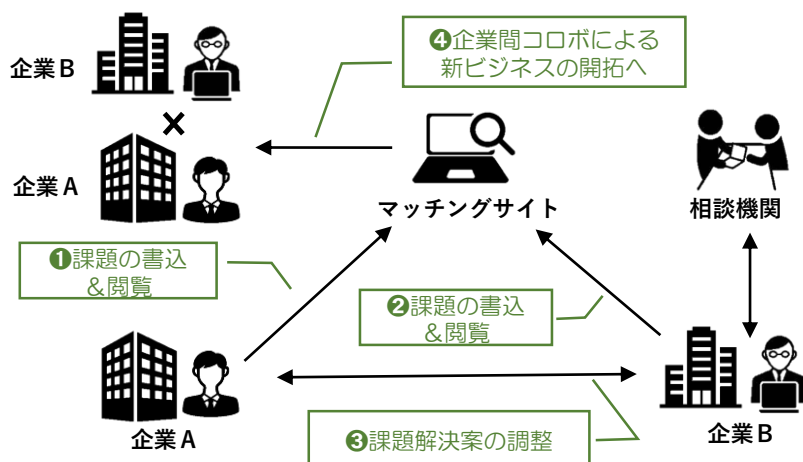 企業B
❹企業間コロボによる
新ビジネスの開拓へ
企業A
マッチングサイト
相談機関
❶課題の書込
&閲覧
❷課題の書込
&閲覧
企業A
企業B
❸課題解決案の調整